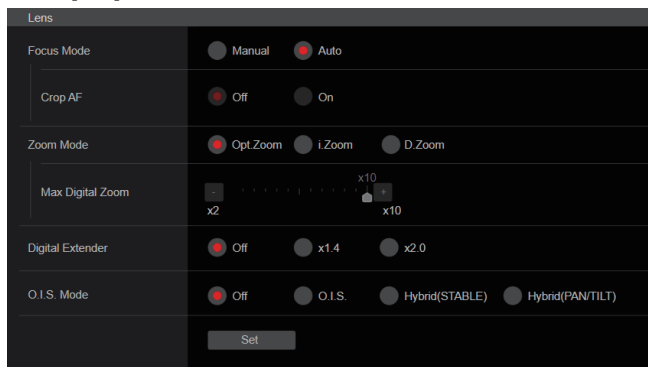 Lens
Focus Mode Manual Auto
Crop AF Off On
Zoom Mode Opt.Zoom i.Zoom D.Zoom
x10
Max Digital Zoom - +
x2 x10
Digital Extender Off x1.4 x2.0
O.I.S. Mode Off O.I.S. Hybrid(STABLE) Hybrid(PAN/TILT)
Set